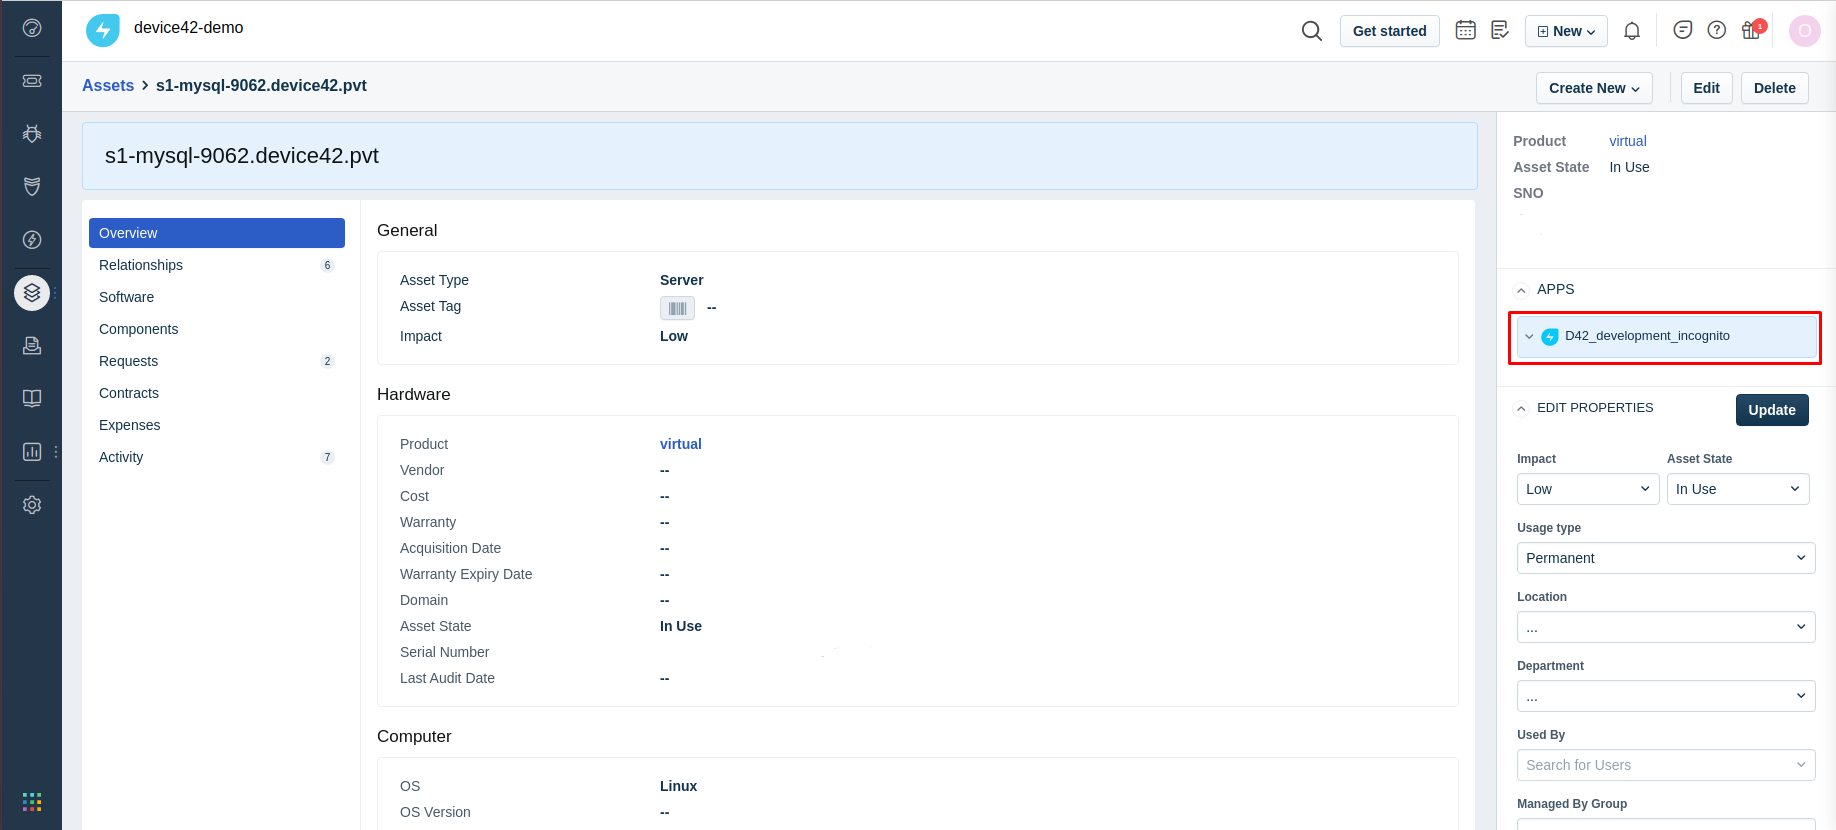 device42-demo
Get started
New
1
O
Assets > s1-mysql-9062.device42.pvt
Create New
Edit
Delete
s1-mysql-9062.device42.pvt
Overview
Relationships 6
Software
Components
Requests 2
Contracts
Expenses
Activity 7
General
Asset Type Server
Asset Tag --
Impact Low
Hardware
Product virtual
Vendor --
Cost --
Warranty --
Acquisition Date --
Warranty Expiry Date --
Domain --
Asset State In Use
Serial Number
Last Audit Date --
Computer
OS Linux
OS Version --
Product virtual
Asset State In Use
SNO
APPS
D42_development_incognito
EDIT PROPERTIES
Update
Impact Asset State
Low In Use
Usage type
Permanent
Location
...
Department
...
Used By
Search for Users
Managed By Group